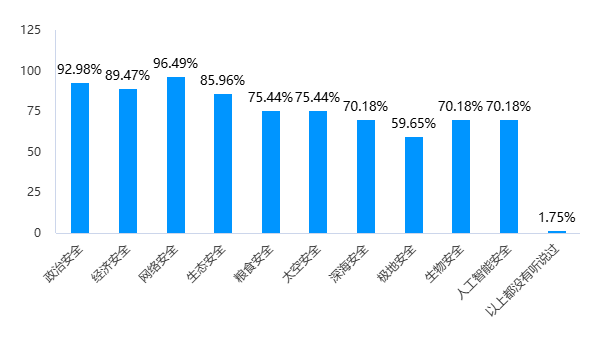 125
100
75
50
25
0
92.98%
89.47%
96.49%
85.96%
75.44%
75.44%
70.18%
59.65%
70.18%
70.18%
1.75%
政治安全
经济安全
网络安全
生态安全
粮食安全
太空安全
深海安全
极地安全
生物安全
人工智能安全
以上都没有听说过